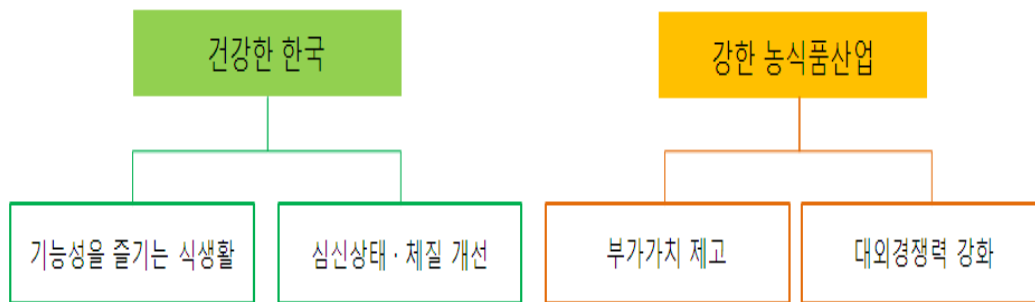 건강한 한국
강한 농식품산업
기능성을 즐기는 식생활
심신상태·체질 개선
부가가치 제고
대외경쟁력 강화